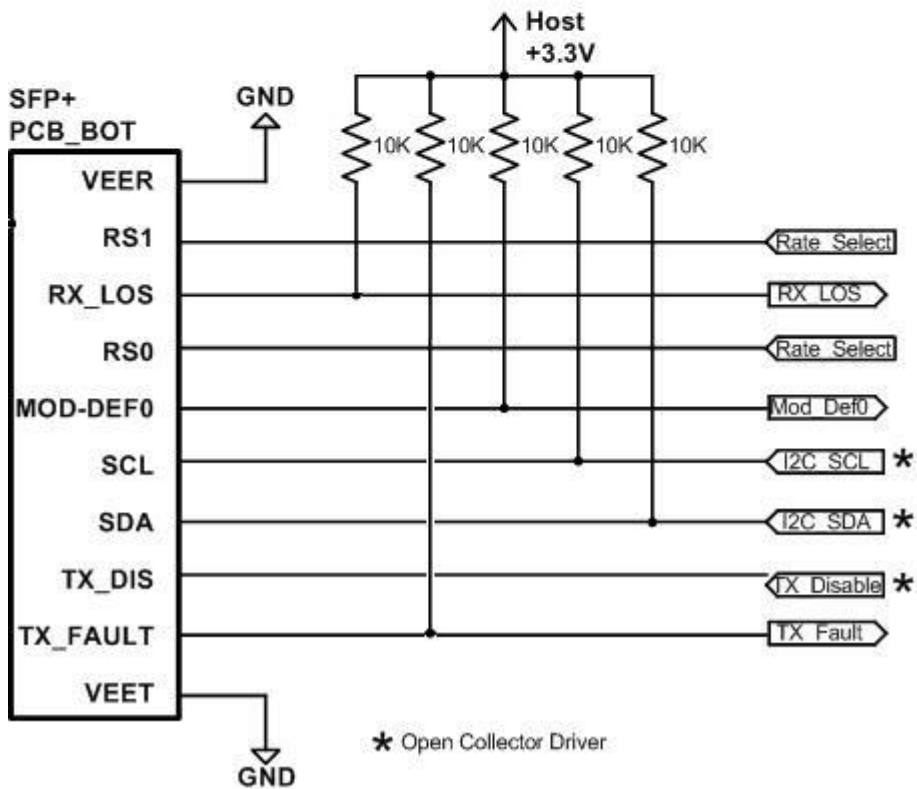 Host
+3.3V
SFP+
PCB_BOT
GND
10K
10K
10K
10K
10K
VEER
RS1
Rate_Select
RX_LOS
RX_LOS
RS0
Rate_Select
MOD-DEF0
Mod_Def0
SCL
I2C_SCL *
SDA
I2C_SDA *
TX_DIS
TX_Disable *
TX_FAULT
TX_Fault
VEET
* Open Collector Driver
GND